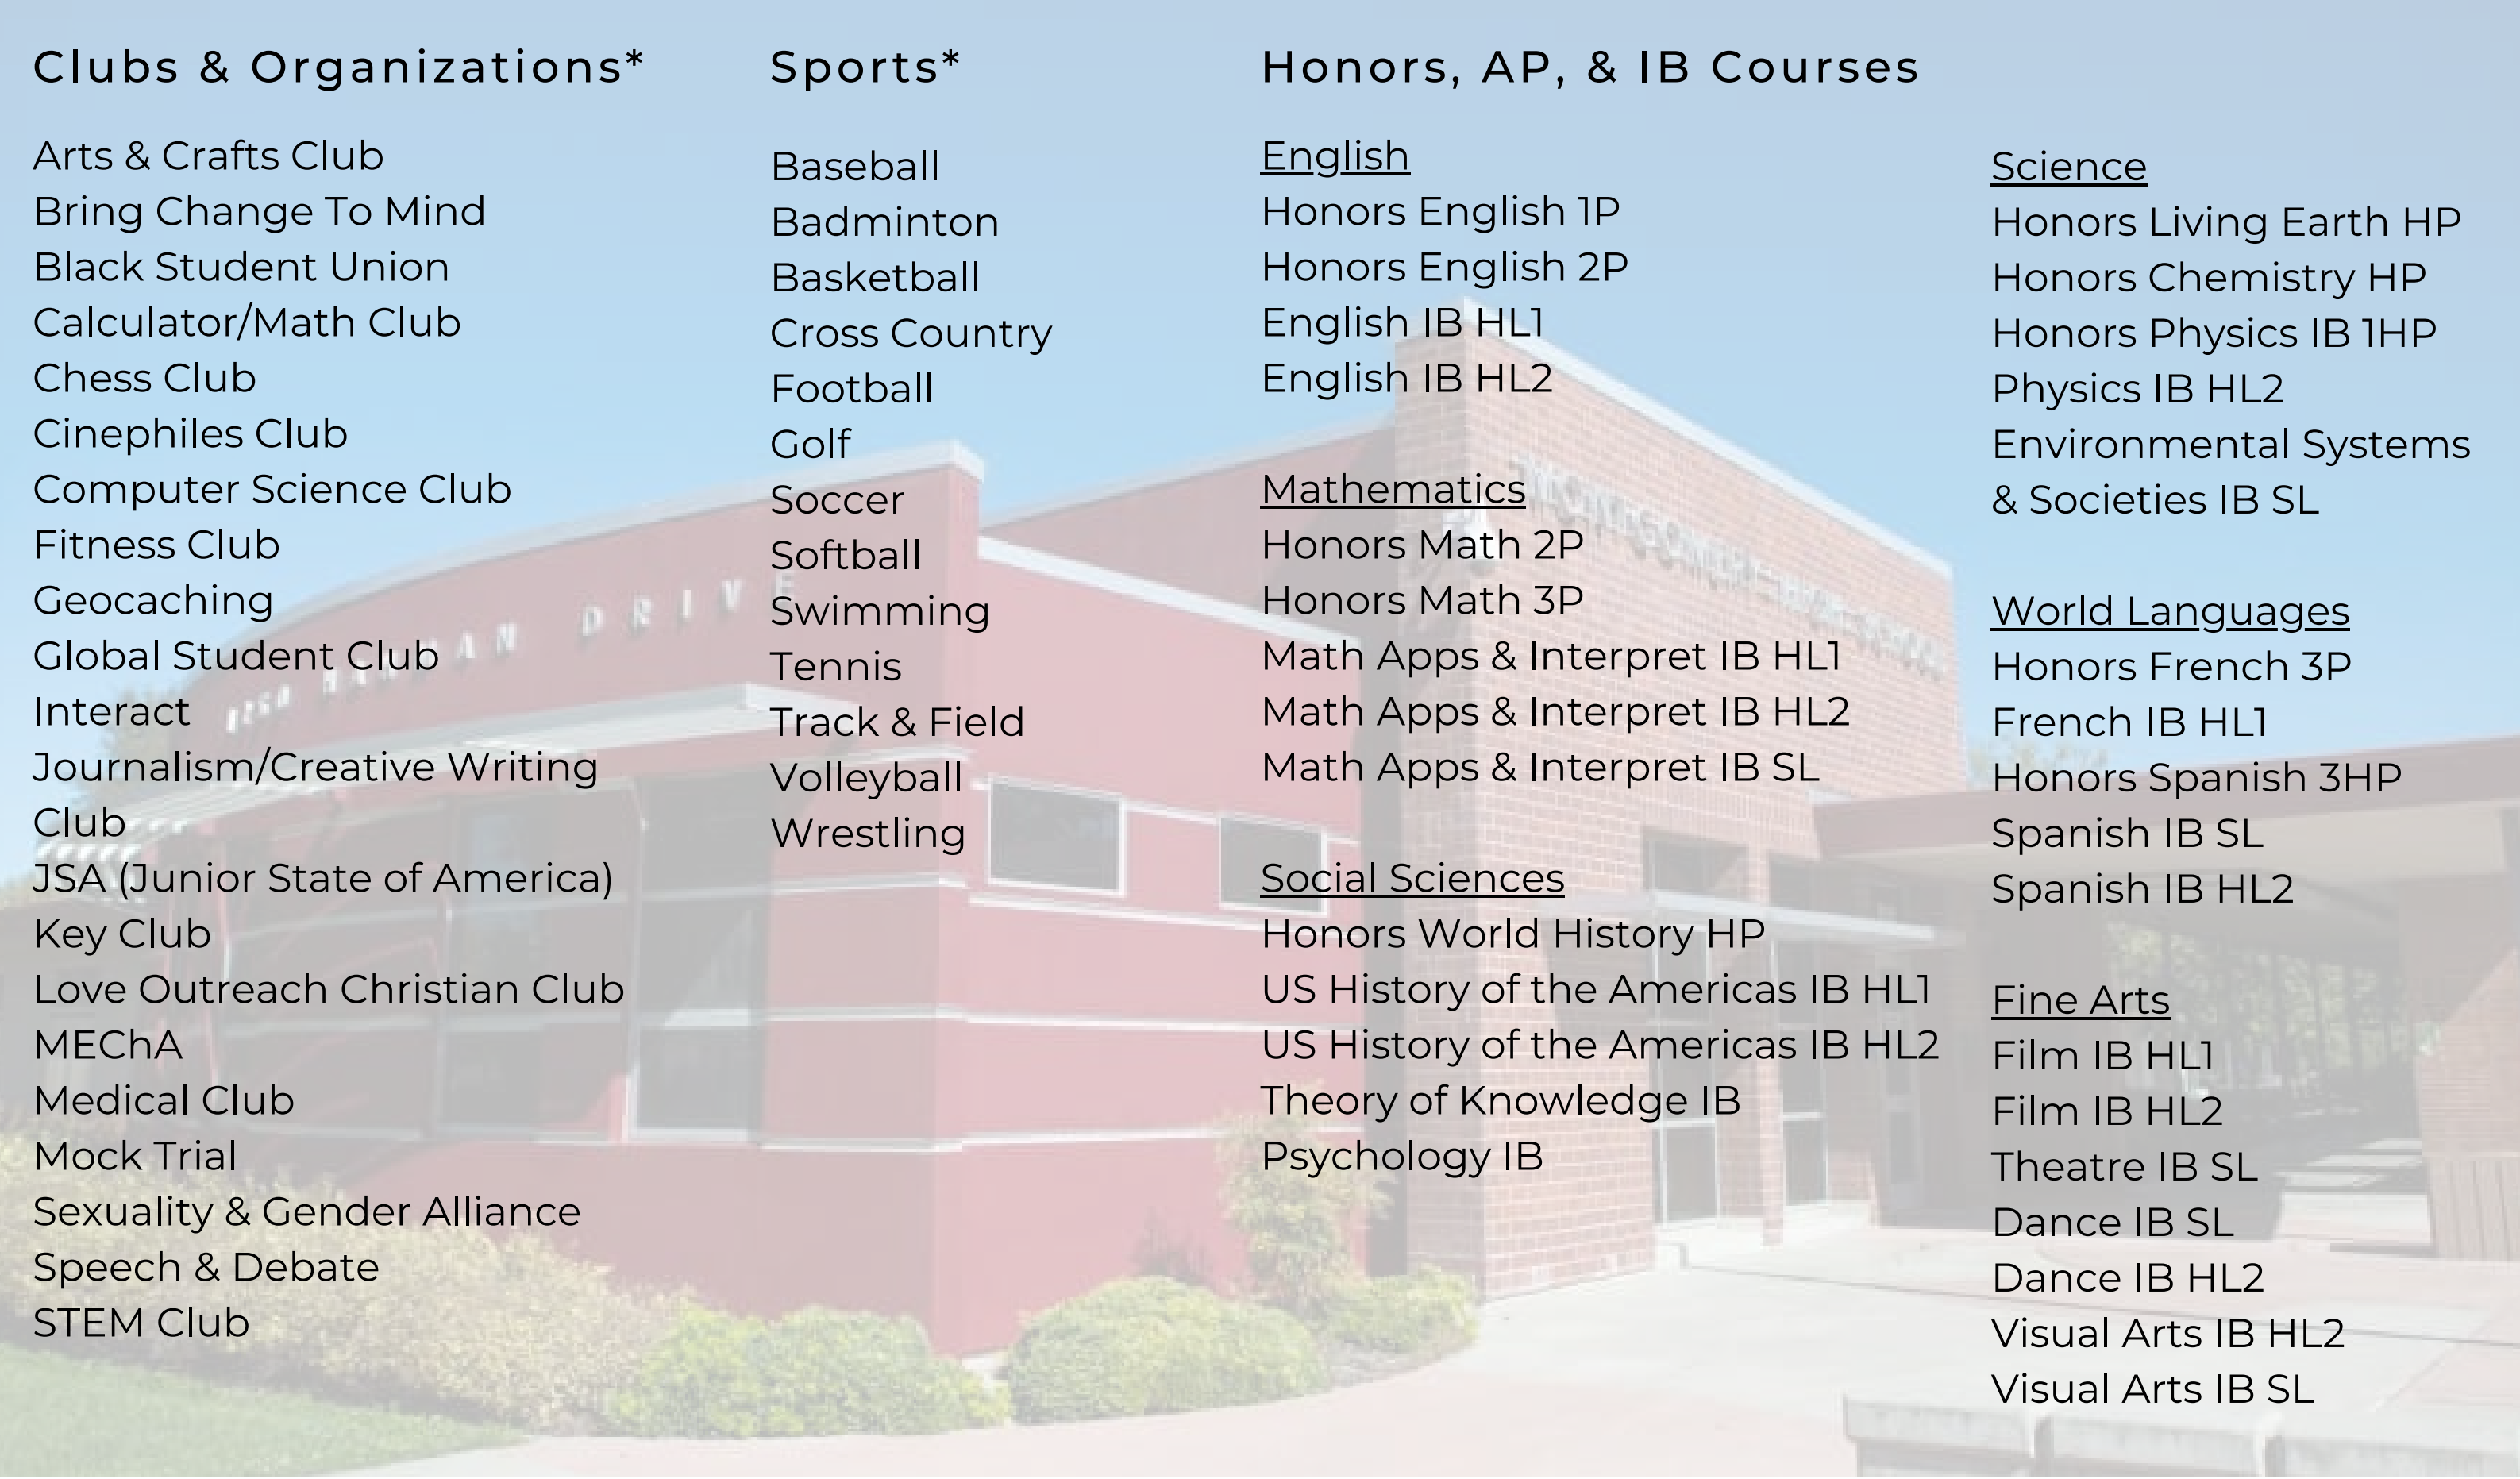 Clubs & Organizations*
Arts & Crafts Club
Bring Change To Mind
Black Student Union
Calculator/Math Club
Chess Club
Cinephiles Club
Computer Science Club
Fitness Club
Geocaching
Global Student Club
Interact
Journalism/Creative Writing
Club
JSA (Junior State of America)
Key Club
Love Outreach Christian Club
MEChA
Medical Club
Mock Trial
Sexuality & Gender Alliance
Speech & Debate
STEM Club
Sports*
Baseball
Badminton
Basketball
Cross Country
Football
Golf
Soccer
Softball
Swimming
Tennis
Track & Field
Volleyball
Wrestling
Honors, AP, & IB Courses
English
Honors English 1P
Honors English 2P
English IB HL1
English IB HL2
Mathematics
Honors Math 2P
Honors Math 3P
Math Apps & Interpret IB HL1
Math Apps & Interpret IB HL2
Math Apps & Interpret IB SL
Social Sciences
Honors World History HP
US History of the Americas IB HL1
US History of the Americas IB HL2
Theory of Knowledge IB
Psychology IB
Science
Honors Living Earth HP
Honors Chemistry HP
Honors Physics IB 1HP
Physics IB HL2
Environmental Systems
& Societies IB SL
World Languages
Honors French 3P
French IB HL1
Honors Spanish 3HP
Spanish IB SL
Spanish IB HL2
Fine Arts
Film IB HL1
Film IB HL2
Theatre IB SL
Dance IB SL
Dance IB HL2
Visual Arts IB HL2
Visual Arts IB SL
DRIVE
MONTGOMERY HIGH SCHOOL